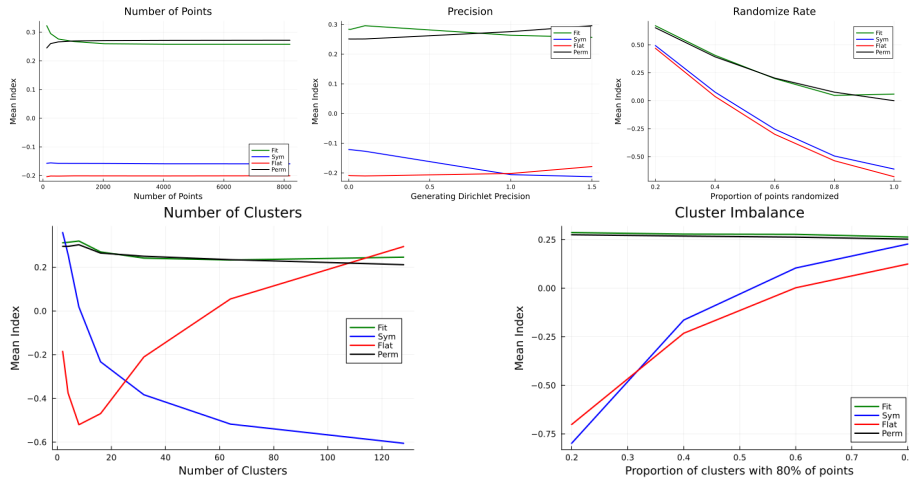 Number of Points
Mean Index
0.3
0.2
0.1
0.0
−0.1
−0.2
0
2000
4000
6000
8000
Number of Points
Fit
Sym
Flat
Perm
Precision
Mean Index
0.3
0.2
0.1
0.0
−0.1
−0.2
0.0
0.5
1.0
1.5
Generating Dirichlet Precision
Fit
Sym
Flat
Perm
Randomize Rate
Mean Index
0.50
0.25
0.00
−0.25
−0.50
0.2
0.4
0.6
0.8
1.0
Proportion of points randomized
Fit
Sym
Flat
Perm
Number of Clusters
Mean Index
0.2
0.0
−0.2
−0.4
−0.6
0
20
40
60
80
100
120
Number of Clusters
Fit
Sym
Flat
Perm
Cluster Imbalance
Mean Index
0.25
0.00
−0.25
−0.50
−0.75
0.2
0.3
0.4
0.5
0.6
0.7
Proportion of clusters with 80% of points
Fit
Sym
Flat
Perm